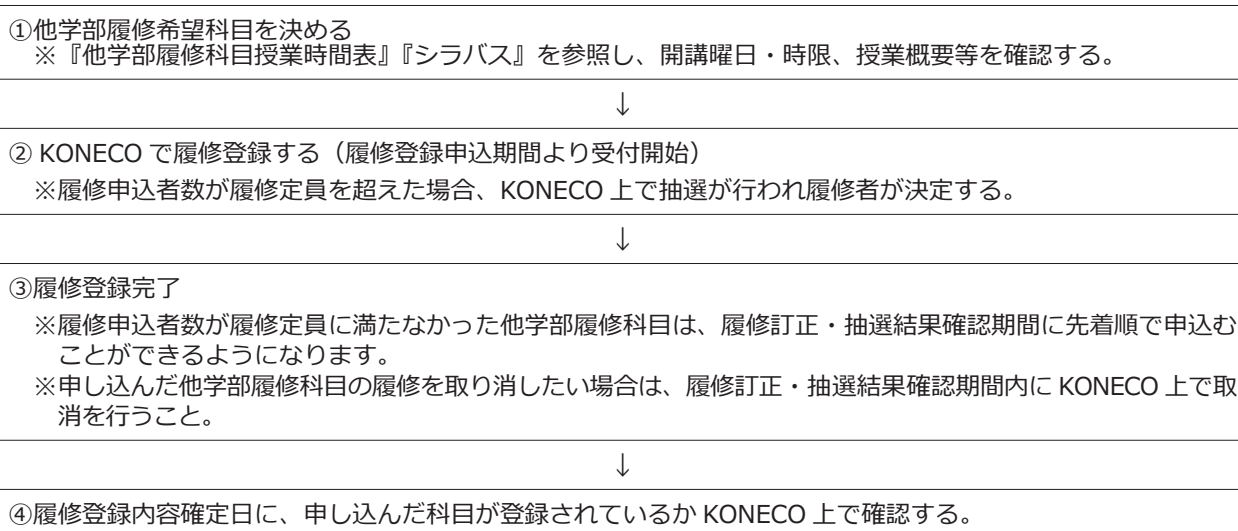 ①他学部履修希望科目を決める
※『他学部履修科目授業時間表』『シラバス』を参照し、開講曜日・時限、授業概要等を確認する。
↓
② KONECO で履修登録する（履修登録申込期間より受付開始）
※履修申込者数が履修定員を超えた場合、KONECO 上で抽選が行われ履修者が決定する。
↓
③履修登録完了
※履修申込者数が履修定員に満たなかった他学部履修科目は、履修訂正・抽選結果確認期間に先着順で申込む
ことができるようになります。
※申し込んだ他学部履修科目の履修を取り消したい場合は、履修訂正・抽選結果確認期間内に KONECO 上で取
消を行うこと。
↓
④履修登録内容確定日に、申し込んだ科目が登録されているか KONECO 上で確認する。